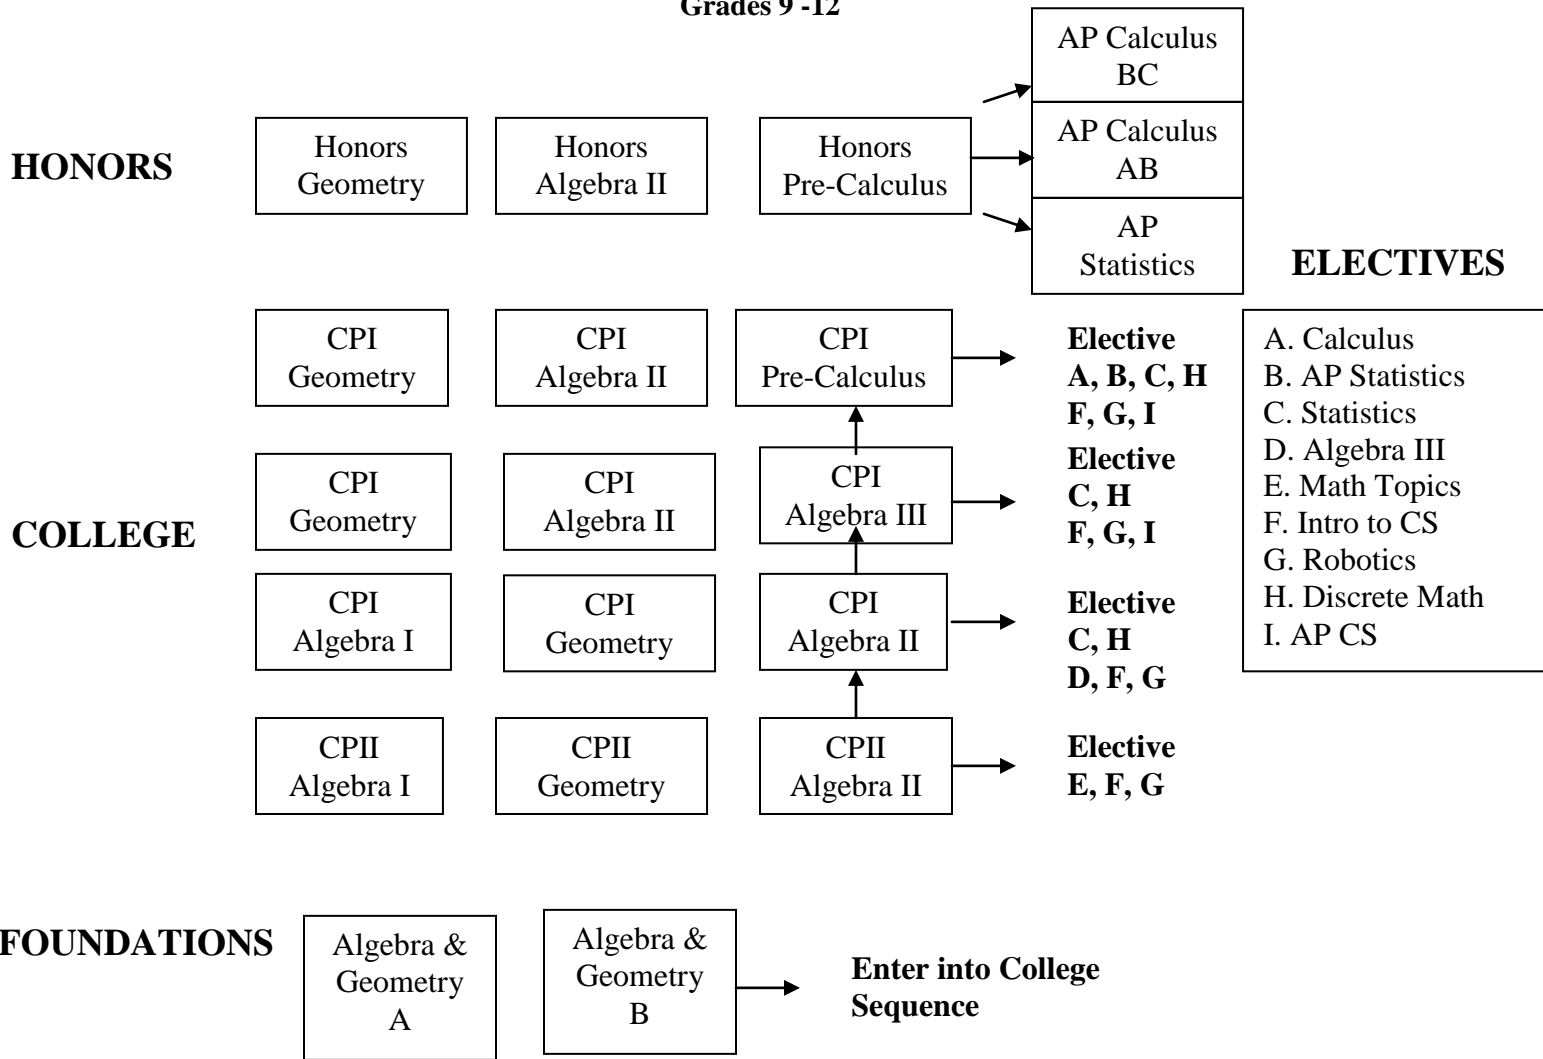 Grades 9 -12
AP Calculus
BC
HONORS
Honors
Geometry
Honors
Algebra II
Honors
Pre-Calculus
AP Calculus
AB
AP
Statistics
ELECTIVES
CPI
Geometry
CPI
Algebra II
CPI
Pre-Calculus
Elective
A, B, C, H
F, G, I
A. Calculus
B. AP Statistics
C. Statistics
D. Algebra III
E. Math Topics
F. Intro to CS
G. Robotics
H. Discrete Math
I. AP CS
COLLEGE
CPI
Geometry
CPI
Algebra II
CPI
Algebra III
Elective
C, H
F, G, I
CPI
Algebra I
CPI
Geometry
CPI
Algebra II
Elective
C, H
D, F, G
CPII
Algebra I
CPII
Geometry
CPII
Algebra II
Elective
E, F, G
FOUNDATIONS
Algebra &
Geometry
A
Algebra &
Geometry
B
Enter into College
Sequence